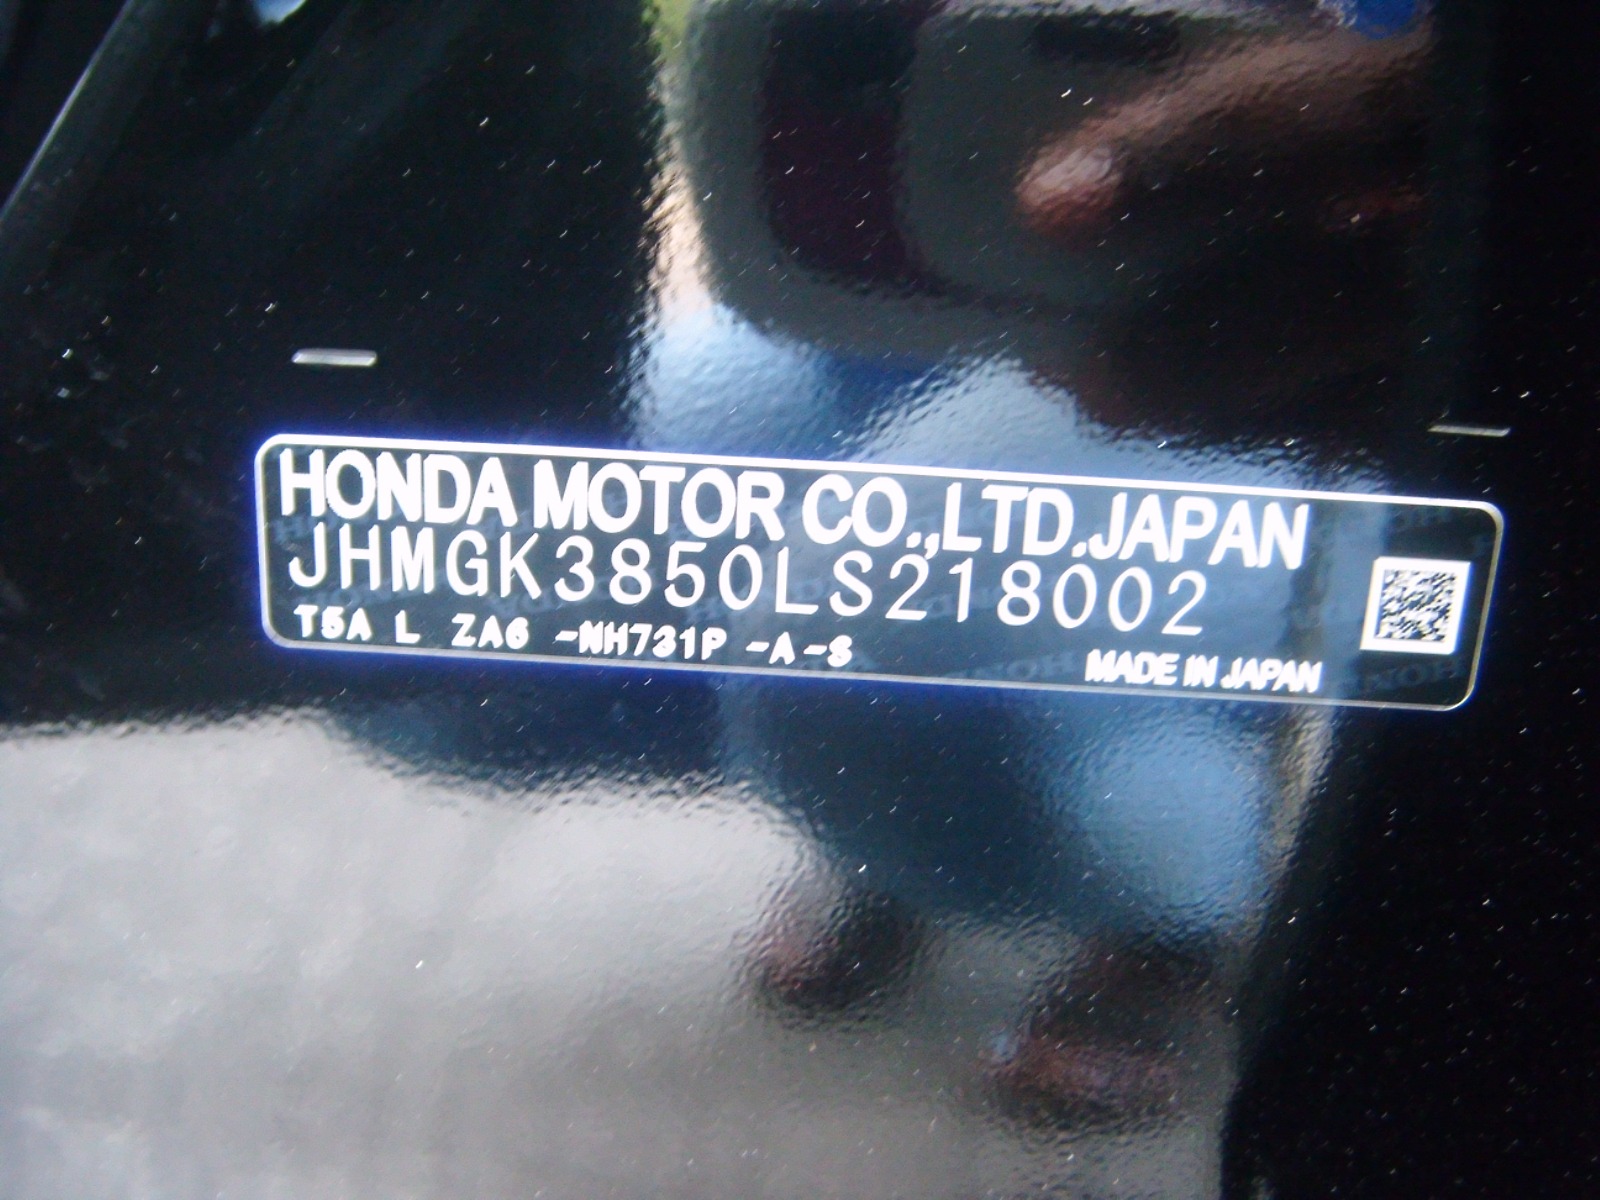 HONDA MOTOR CO.,LTD.JAPAN
JHMGK3850LS218002
T5A L ZA6 -NH731P -A-S
MADE IN JAPAN